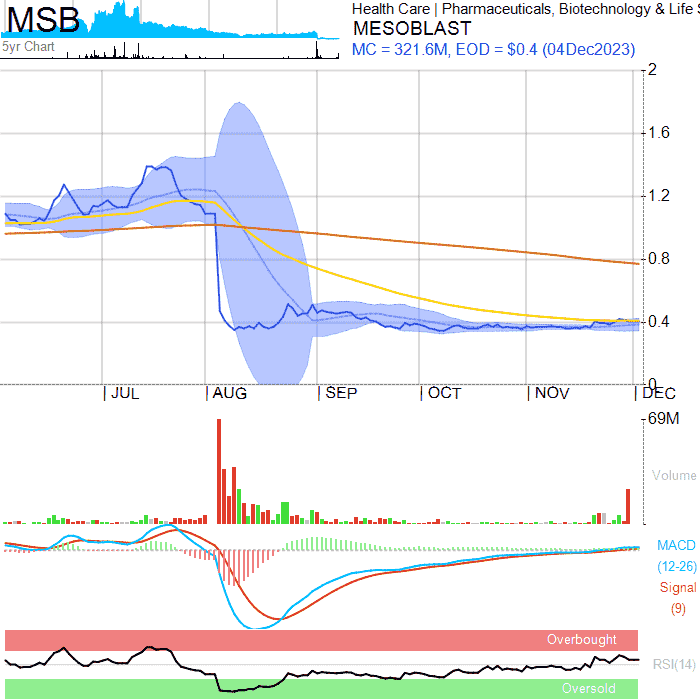 MSB
5yr Chart
Health Care | Pharmaceuticals, Biotechnology & Life S
MESOBLAST
MC = 321.6M, EOD = $0.4 (04Dec2023)
2
1.6
1.2
0.8
0.4
0
JUL
AUG
SEP
OCT
NOV
DEC
69M
Volume
MACD
(12-26)
Signal
(9)
Overbought
RSI(14)
Oversold